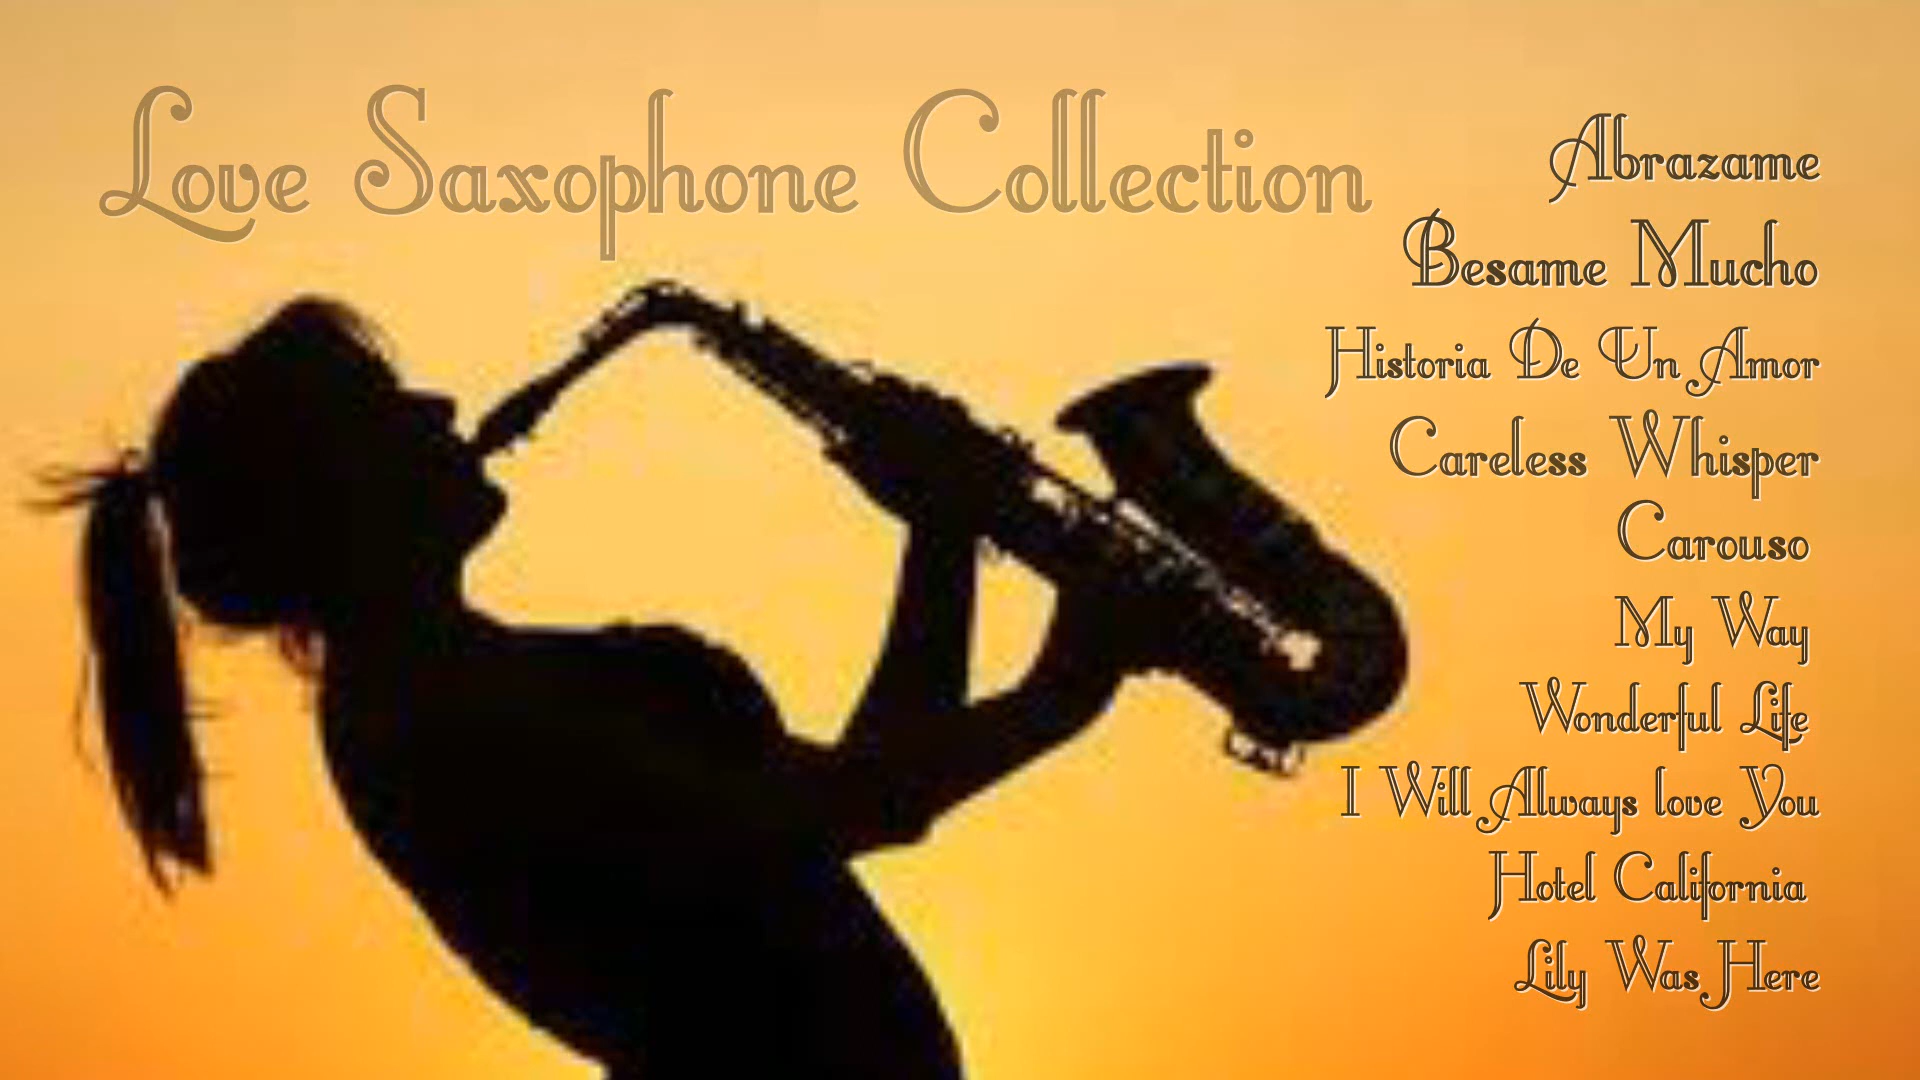 Love Saxophone Collection
Abrazame
Besame Mucho
Historia De Un Amor
Careless Whisper
Carouso
My Way
Wonderful Life
I Will Always love You
Hotel California
Lily Was Here